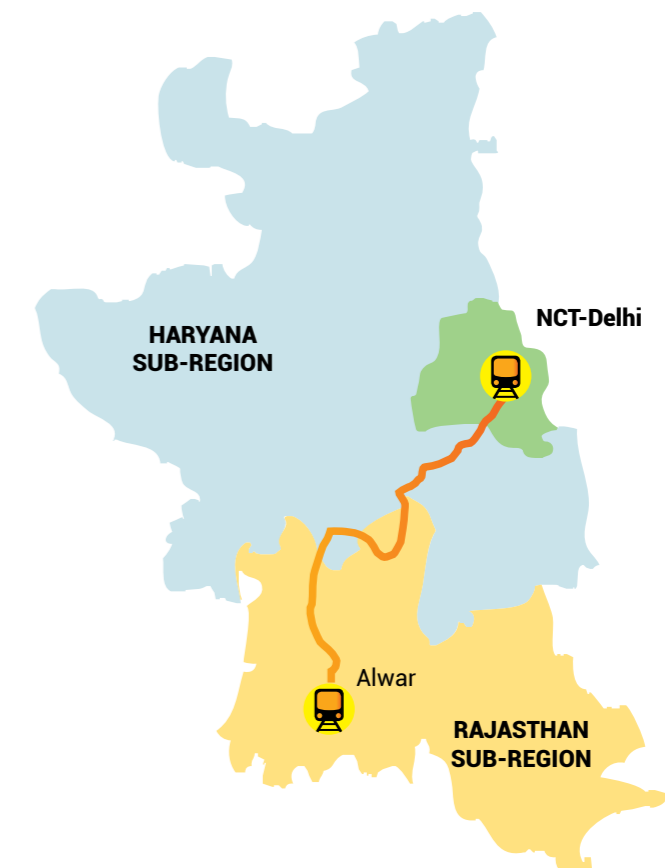 NCT-Delhi
HARYANA
SUB-REGION
Alwar
RAJASTHAN
SUB-REGION